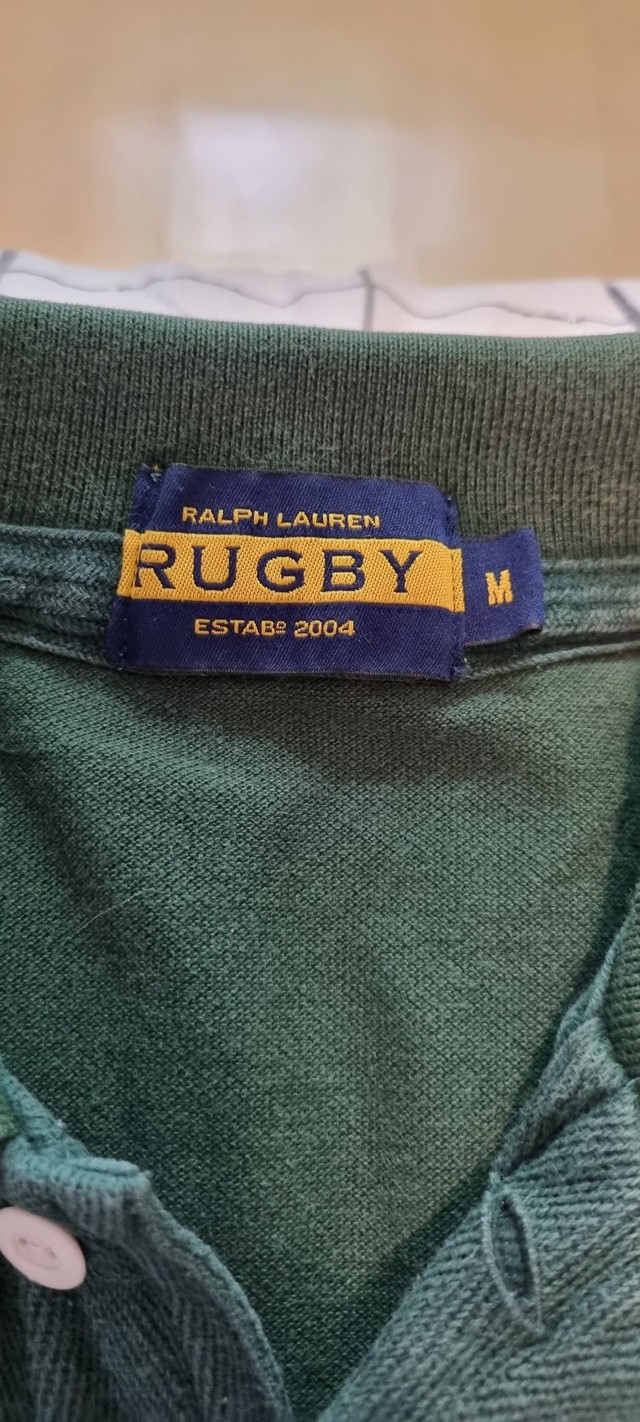 RALPH LAUREN
RUGBY
ESTABº 2004
M